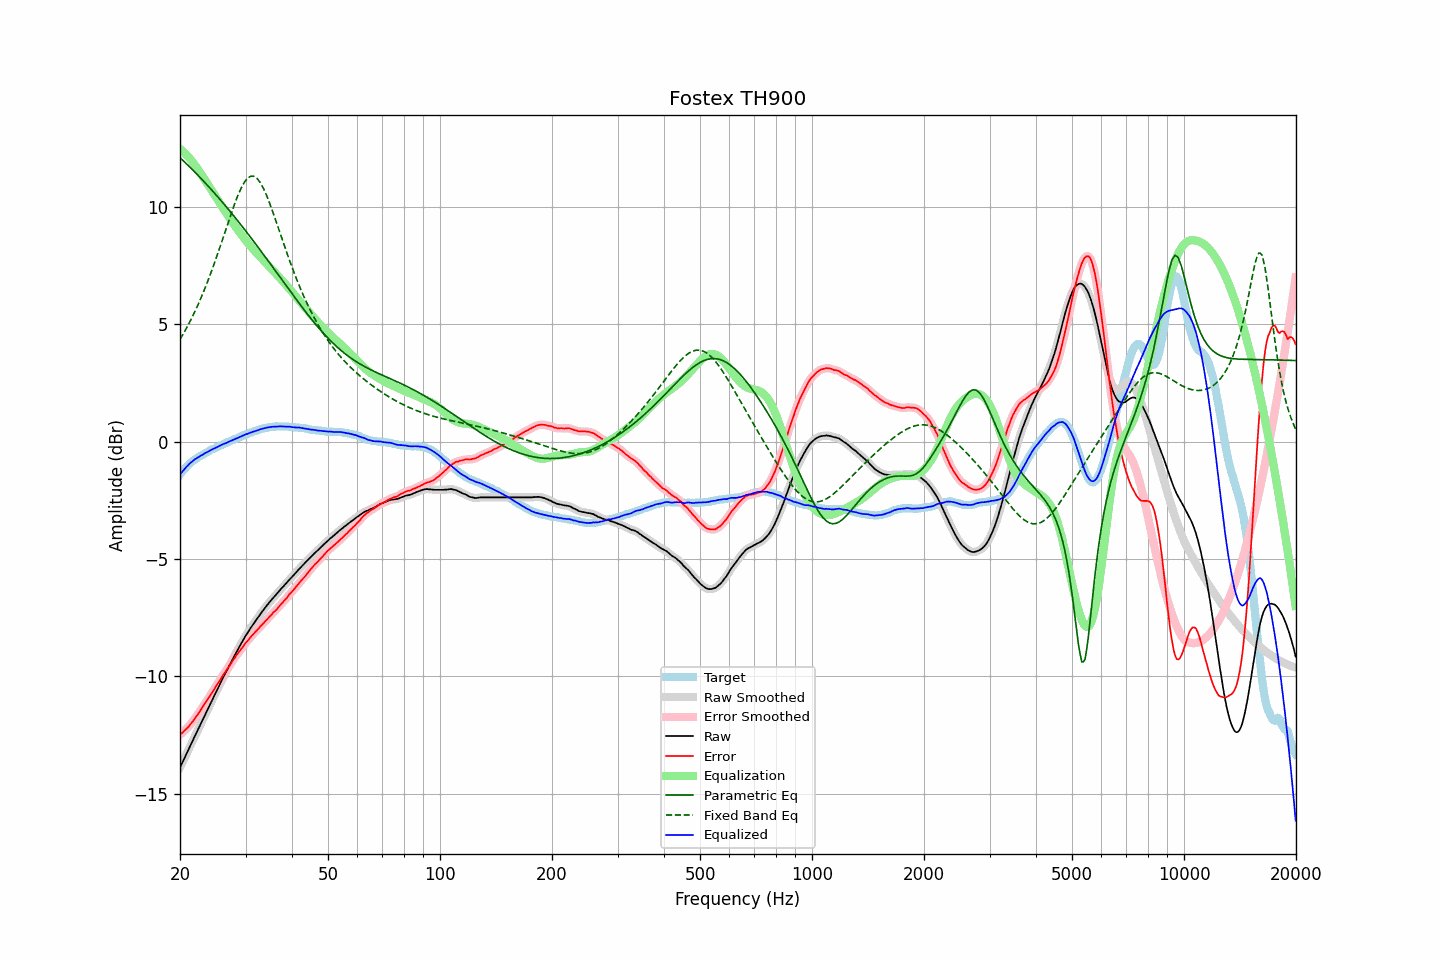 Fostex TH900
Amplitude (dBr)
10
5
0
−5
−10
−15
Target
Raw Smoothed
Error Smoothed
Raw
Error
Equalization
Parametric Eq
Fixed Band Eq
Equalized
20 50 100 200 500 1000 2000 5000 10000 20000
Frequency (Hz)